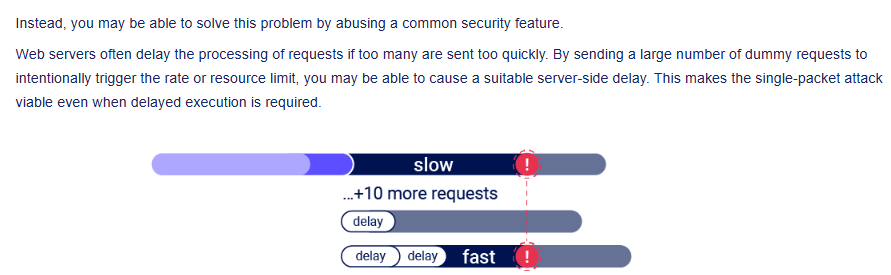 Instead, you may be able to solve this problem by abusing a common security feature.
Web servers often delay the processing of requests if too many are sent too quickly. By sending a large number of dummy requests to
intentionally trigger the rate or resource limit, you may be able to cause a suitable server-side delay. This makes the single-packet attack
viable even when delayed execution is required.
slow !
...+10 more requests
delay
delay delay fast !